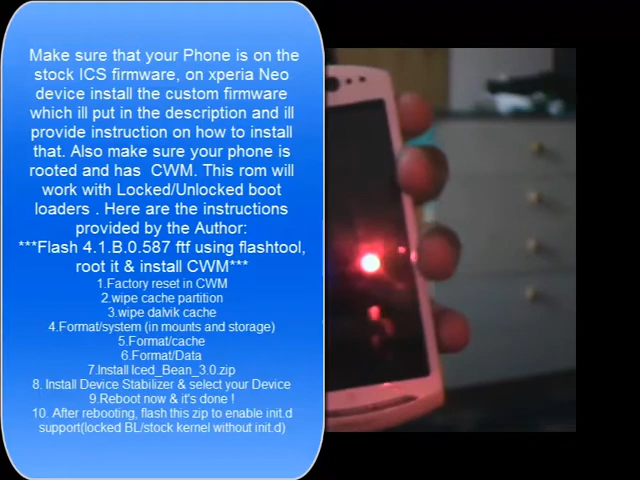 Make sure that your Phone is on the
stock ICS firmware, on xperia Neo
device install the custom firmware
which ill put in the description and ill
provide instruction on how to install
that. Also make sure your phone is
rooted and has  CWM. This rom will
work with Locked/Unlocked boot
loaders . Here are the instructions
provided by the Author:
***Flash 4.1.B.0.587 ftf using flashtool,
root it & install CWM***
1.Factory reset in CWM
2.wipe cache partition
3.wipe dalvik cache
4.Format/system (in mounts and storage)
5.Format/cache
6.Format/Data
7.Install Iced_Bean_3.0.zip
8. Install Device Stabilizer & select your Device
9.Reboot now & it's done !
10. After rebooting, flash this zip to enable init.d
support(locked BL/stock kernel without init.d)